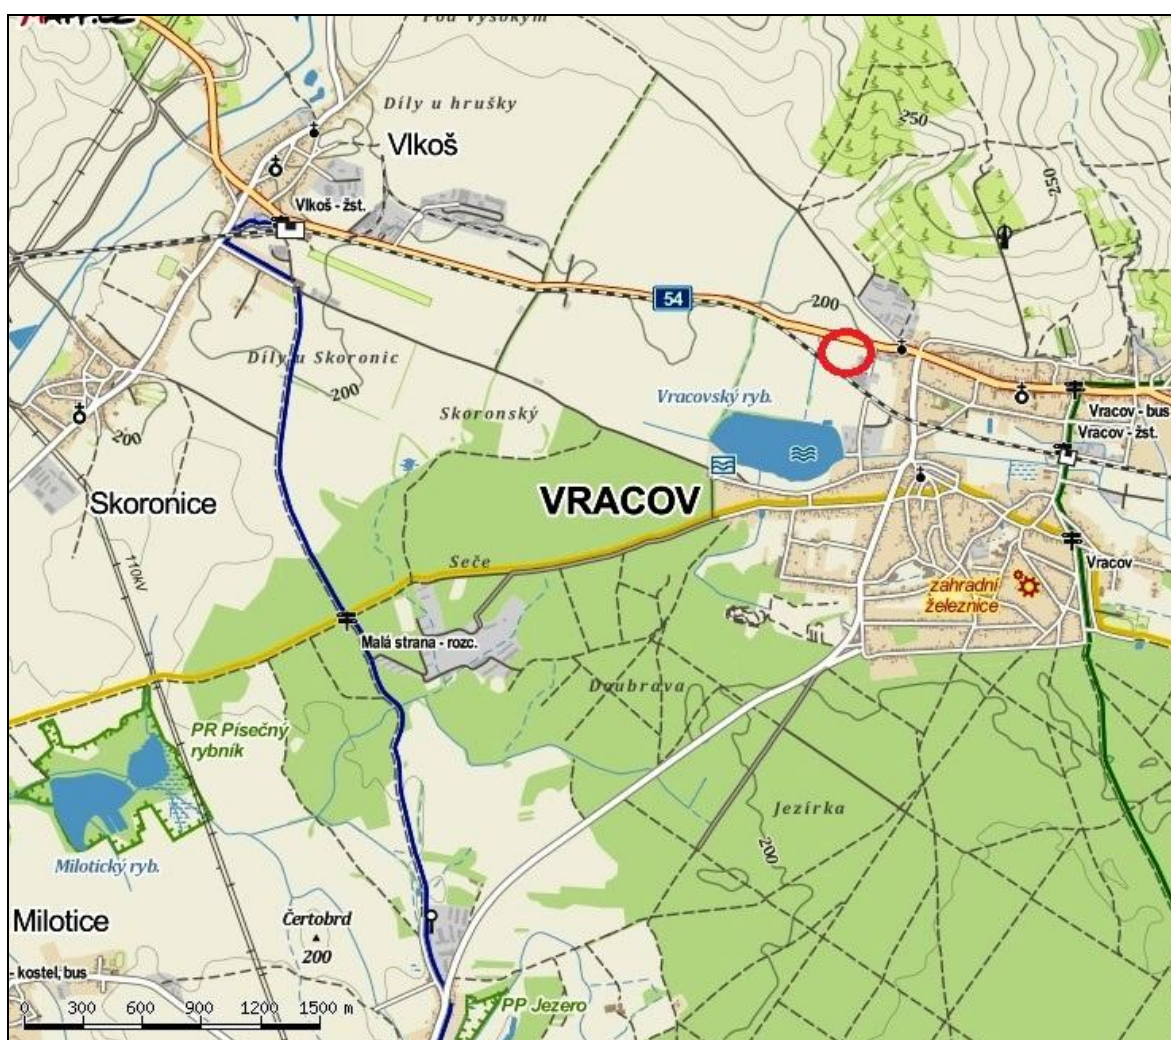 Pod Vysokým
Díly u hrušky
Vlkoš
250
250
Vlkoš - žst.
54
200
Díly u Skoronic
200
Vracovský ryb.
Skoronský
Vracov - bus
Vracov - žst.
200
Skoronice
VRACOV
110kV
Seče
Vracov
zahradní
železnice
Malá strana - rozc.
Doubrava
PR Písečný
rybník
Jezírka
200
Milotický ryb.
Milotice
Čertobrd
200
- kostel, bus
PP Jezero
0 300 600 900 1200 1500 m